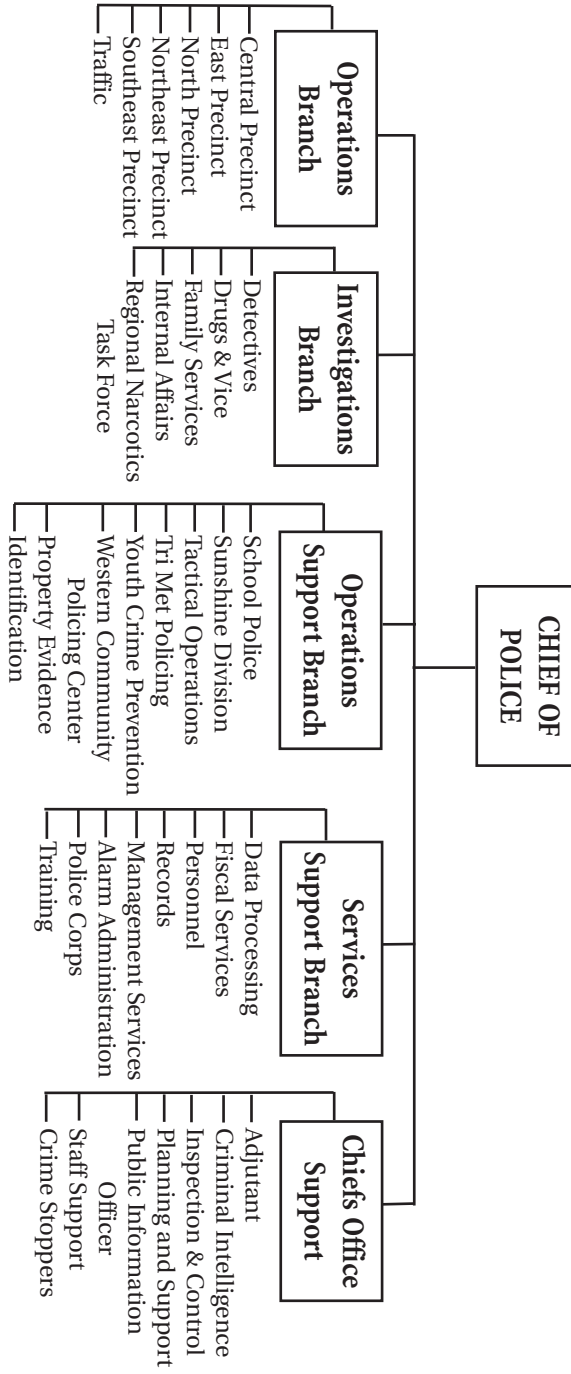 CHIEF OF
POLICE
Operations
Branch
Central Precinct
East Precinct
North Precinct
Northeast Precinct
Southeast Precinct
Traffic
Investigations
Branch
Detectives
Drugs & Vice
Family Services
Internal Affairs
Regional Narcotics
Task Force
Operations
Support Branch
School Police
Sunshine Division
Tactical Operations
Tri Met Policing
Youth Crime Prevention
Western Community
Policing Center
Property Evidence
Identification
Services
Support Branch
Data Processing
Fiscal Services
Personnel
Records
Management Services
Alarm Administration
Police Corps
Training
Chiefs Office
Support
Adjutant
Criminal Intelligence
Inspection & Control
Planning and Support
Public Information
Officer
Staff Support
Crime Stoppers